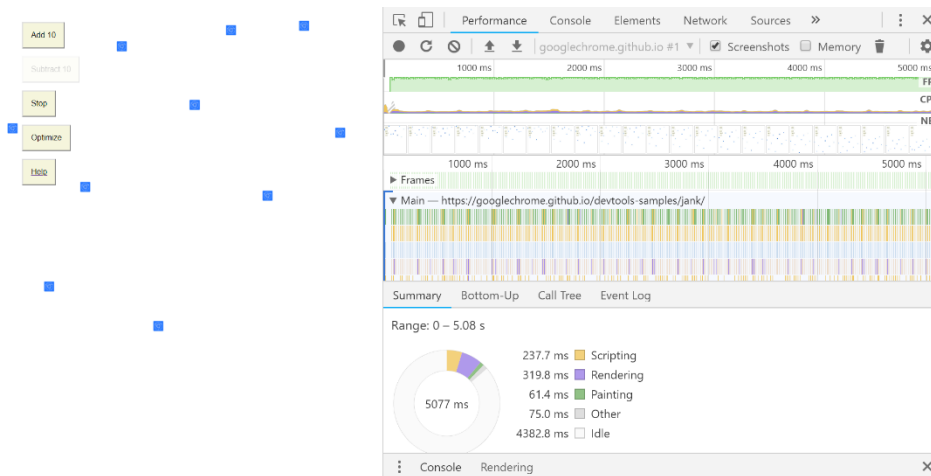 Add 10
Subtract 10
Stop
Optimize
Help
Performance Console Elements Network Sources »
googlechrome.github.io #1 ▼ Screenshots Memory
1000 ms 2000 ms 3000 ms 4000 ms 5000 ms
FP
CP
NE
1000 ms 2000 ms 3000 ms 4000 ms 5000 ms
▶ Frames
▼ Main — https://googlechrome.github.io/devtools-samples/jank/
Summary Bottom-Up Call Tree Event Log
Range: 0 – 5.08 s
5077 ms
237.7 ms Scripting
319.8 ms Rendering
61.4 ms Painting
75.0 ms Other
4382.8 ms Idle
Console Rendering